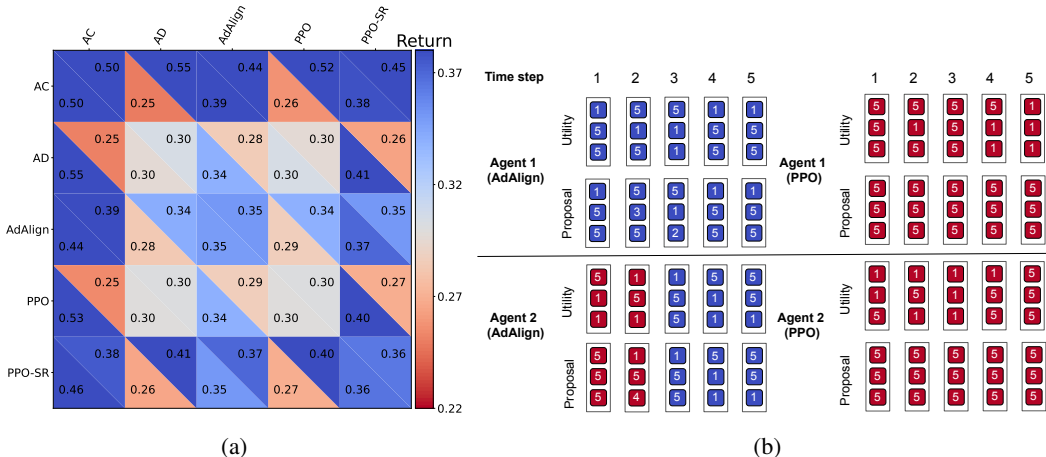 AC
AD
AdAlign
PPO
PPO-SR
Return
AC
0.50 0.55 0.44 0.52 0.45
0.50 0.25 0.39 0.26 0.38
AD
0.25 0.30 0.28 0.30 0.26
0.55 0.30 0.34 0.30 0.41
AdAlign
0.39 0.34 0.35 0.34 0.35
0.44 0.28 0.35 0.29 0.37
PPO
0.25 0.30 0.29 0.30 0.27
0.53 0.30 0.34 0.30 0.40
PPO-SR
0.38 0.41 0.37 0.40 0.36
0.46 0.26 0.35 0.27 0.36
0.37
0.32
0.27
0.22
(a)
Time step 1 2 3 4 5
1 2 3 4 5
Agent 1
(AdAlign)
Utility
1 5 5 1 1
5 1 1 5 5
5 5 1 5 5
Proposal
1 5 5 1 1
5 3 1 5 5
5 5 2 5 5
Agent 1
(PPO)
Utility
5 5 5 5 1
5 1 5 1 1
5 5 5 1 1
Proposal
5 5 5 5 5
5 5 5 5 5
5 5 5 5 5
Agent 2
(AdAlign)
Utility
5 1 1 5 5
1 5 5 1 5
1 1 5 1 1
Proposal
5 5 1 5 5
5 5 5 1 5
5 4 5 1 1
Agent 2
(PPO)
Utility
1 1 1 1 5
1 5 1 5 5
5 1 1 5 5
Proposal
5 5 5 5 5
5 5 5 5 5
5 5 5 5 5
(b)